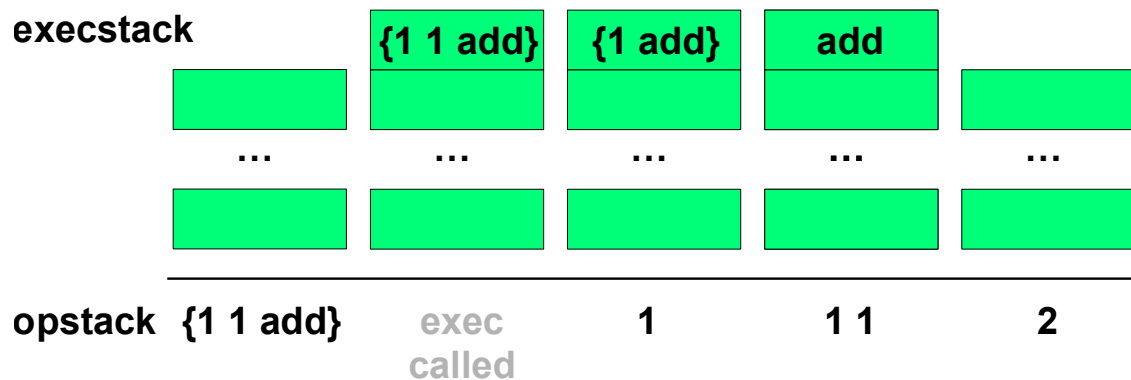 execstack
{1 1 add} {1 add} add
... ... ... ... ...
opstack {1 1 add} exec called 1 1 1 2